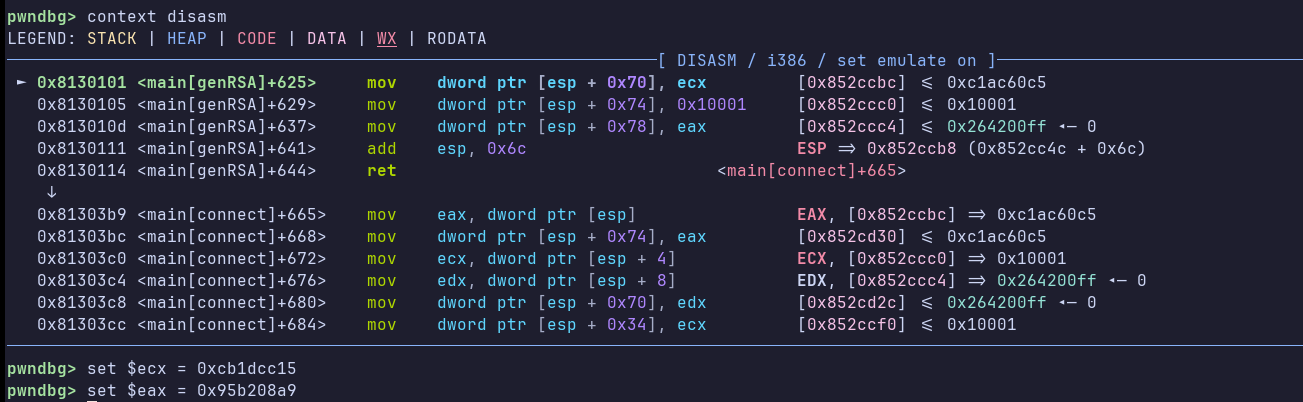 pwndbg> context disasm
LEGEND: STACK | HEAP | CODE | DATA | WX | RODATA
[ DISASM / i386 / set emulate on ]
► 0x8130101 <main[genRSA]+625> mov dword ptr [esp + 0x70], ecx [0x852ccbc] <= 0xc1ac60c5
0x8130105 <main[genRSA]+629> mov dword ptr [esp + 0x74], 0x10001 [0x852ccc0] <= 0x10001
0x813010d <main[genRSA]+637> mov dword ptr [esp + 0x78], eax [0x852ccc4] <= 0x264200ff ◂— 0
0x8130111 <main[genRSA]+641> add esp, 0x6c ESP => 0x852ccb8 (0x852cc4c + 0x6c)
0x8130114 <main[genRSA]+644> ret <main[connect]+665>
↓
0x81303b9 <main[connect]+665> mov eax, dword ptr [esp] EAX, [0x852ccbc] => 0xc1ac60c5
0x81303bc <main[connect]+668> mov dword ptr [esp + 0x74], eax [0x852cd30] <= 0xc1ac60c5
0x81303c0 <main[connect]+672> mov ecx, dword ptr [esp + 4] ECX, [0x852ccc0] => 0x10001
0x81303c4 <main[connect]+676> mov edx, dword ptr [esp + 8] EDX, [0x852ccc4] => 0x264200ff ◂— 0
0x81303c8 <main[connect]+680> mov dword ptr [esp + 0x70], edx [0x852cd2c] <= 0x264200ff ◂— 0
0x81303cc <main[connect]+684> mov dword ptr [esp + 0x34], ecx [0x852ccf0] <= 0x10001
pwndbg> set $ecx = 0xcb1dcc15
pwndbg> set $eax = 0x95b208a9